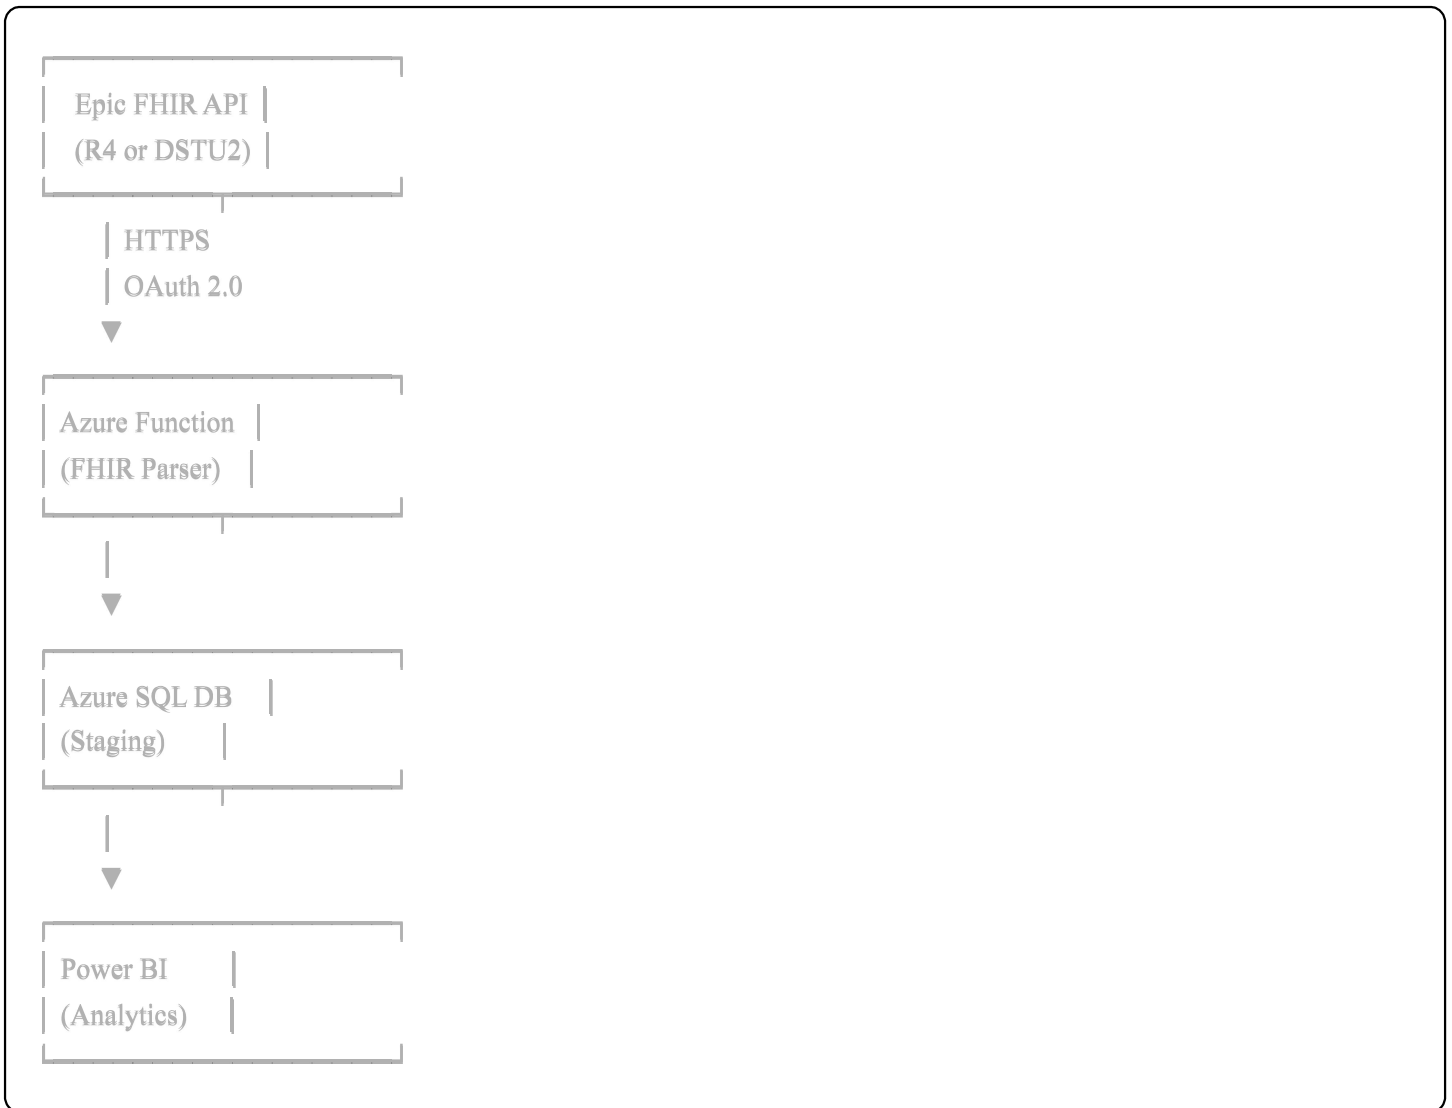 Epic FHIR API
(R4 or DSTU2)
HTTPS
OAuth 2.0
Azure Function
(FHIR Parser)
Azure SQL DB
(Staging)
Power BI
(Analytics)